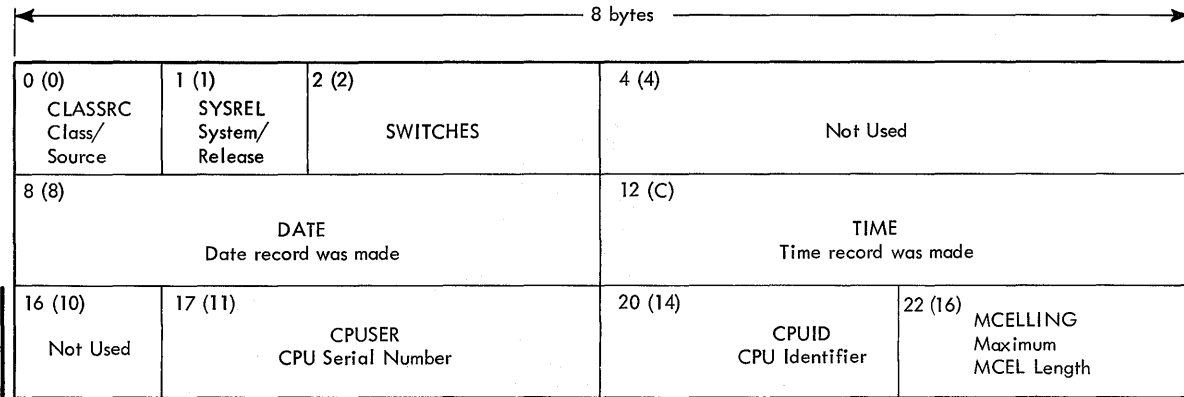 8 bytes
0 (0)
CLASSRC
Class/
Source
1 (1)
SYSREL
System/
Release
2 (2)
SWITCHES
4 (4)
Not Used
8 (8)
DATE
Date record was made
12 (C)
TIME
Time record was made
16 (10)
Not Used
17 (11)
CPUSER
CPU Serial Number
20 (14)
CPUID
CPU Identifier
22 (16)
MCELLING
Maximum
MCEL Length